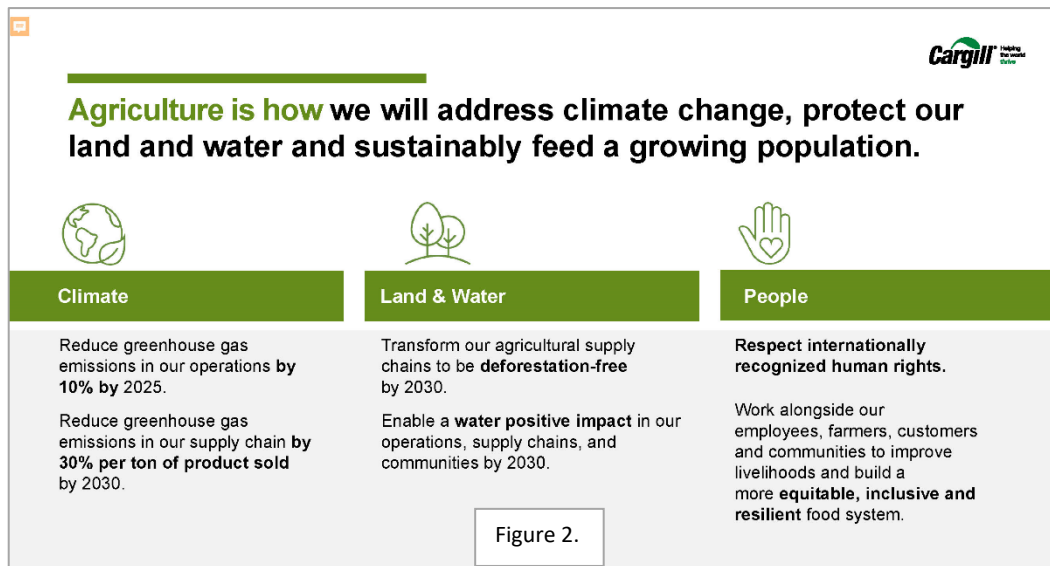 Cargill®
Helping
the world
thrive
Agriculture is how we will address climate change, protect our
land and water and sustainably feed a growing population.
Climate
Reduce greenhouse gas
emissions in our operations by
10% by 2025.
Reduce greenhouse gas
emissions in our supply chain by
30% per ton of product sold
by 2030.
Land & Water
Transform our agricultural supply
chains to be deforestation-free
by 2030.
Enable a water positive impact in our
operations, supply chains, and
communities by 2030.
People
Respect internationally
recognized human rights.
Work alongside our
employees, farmers, customers
and communities to improve
livelihoods and build a
more equitable, inclusive and
resilient food system.
Figure 2.